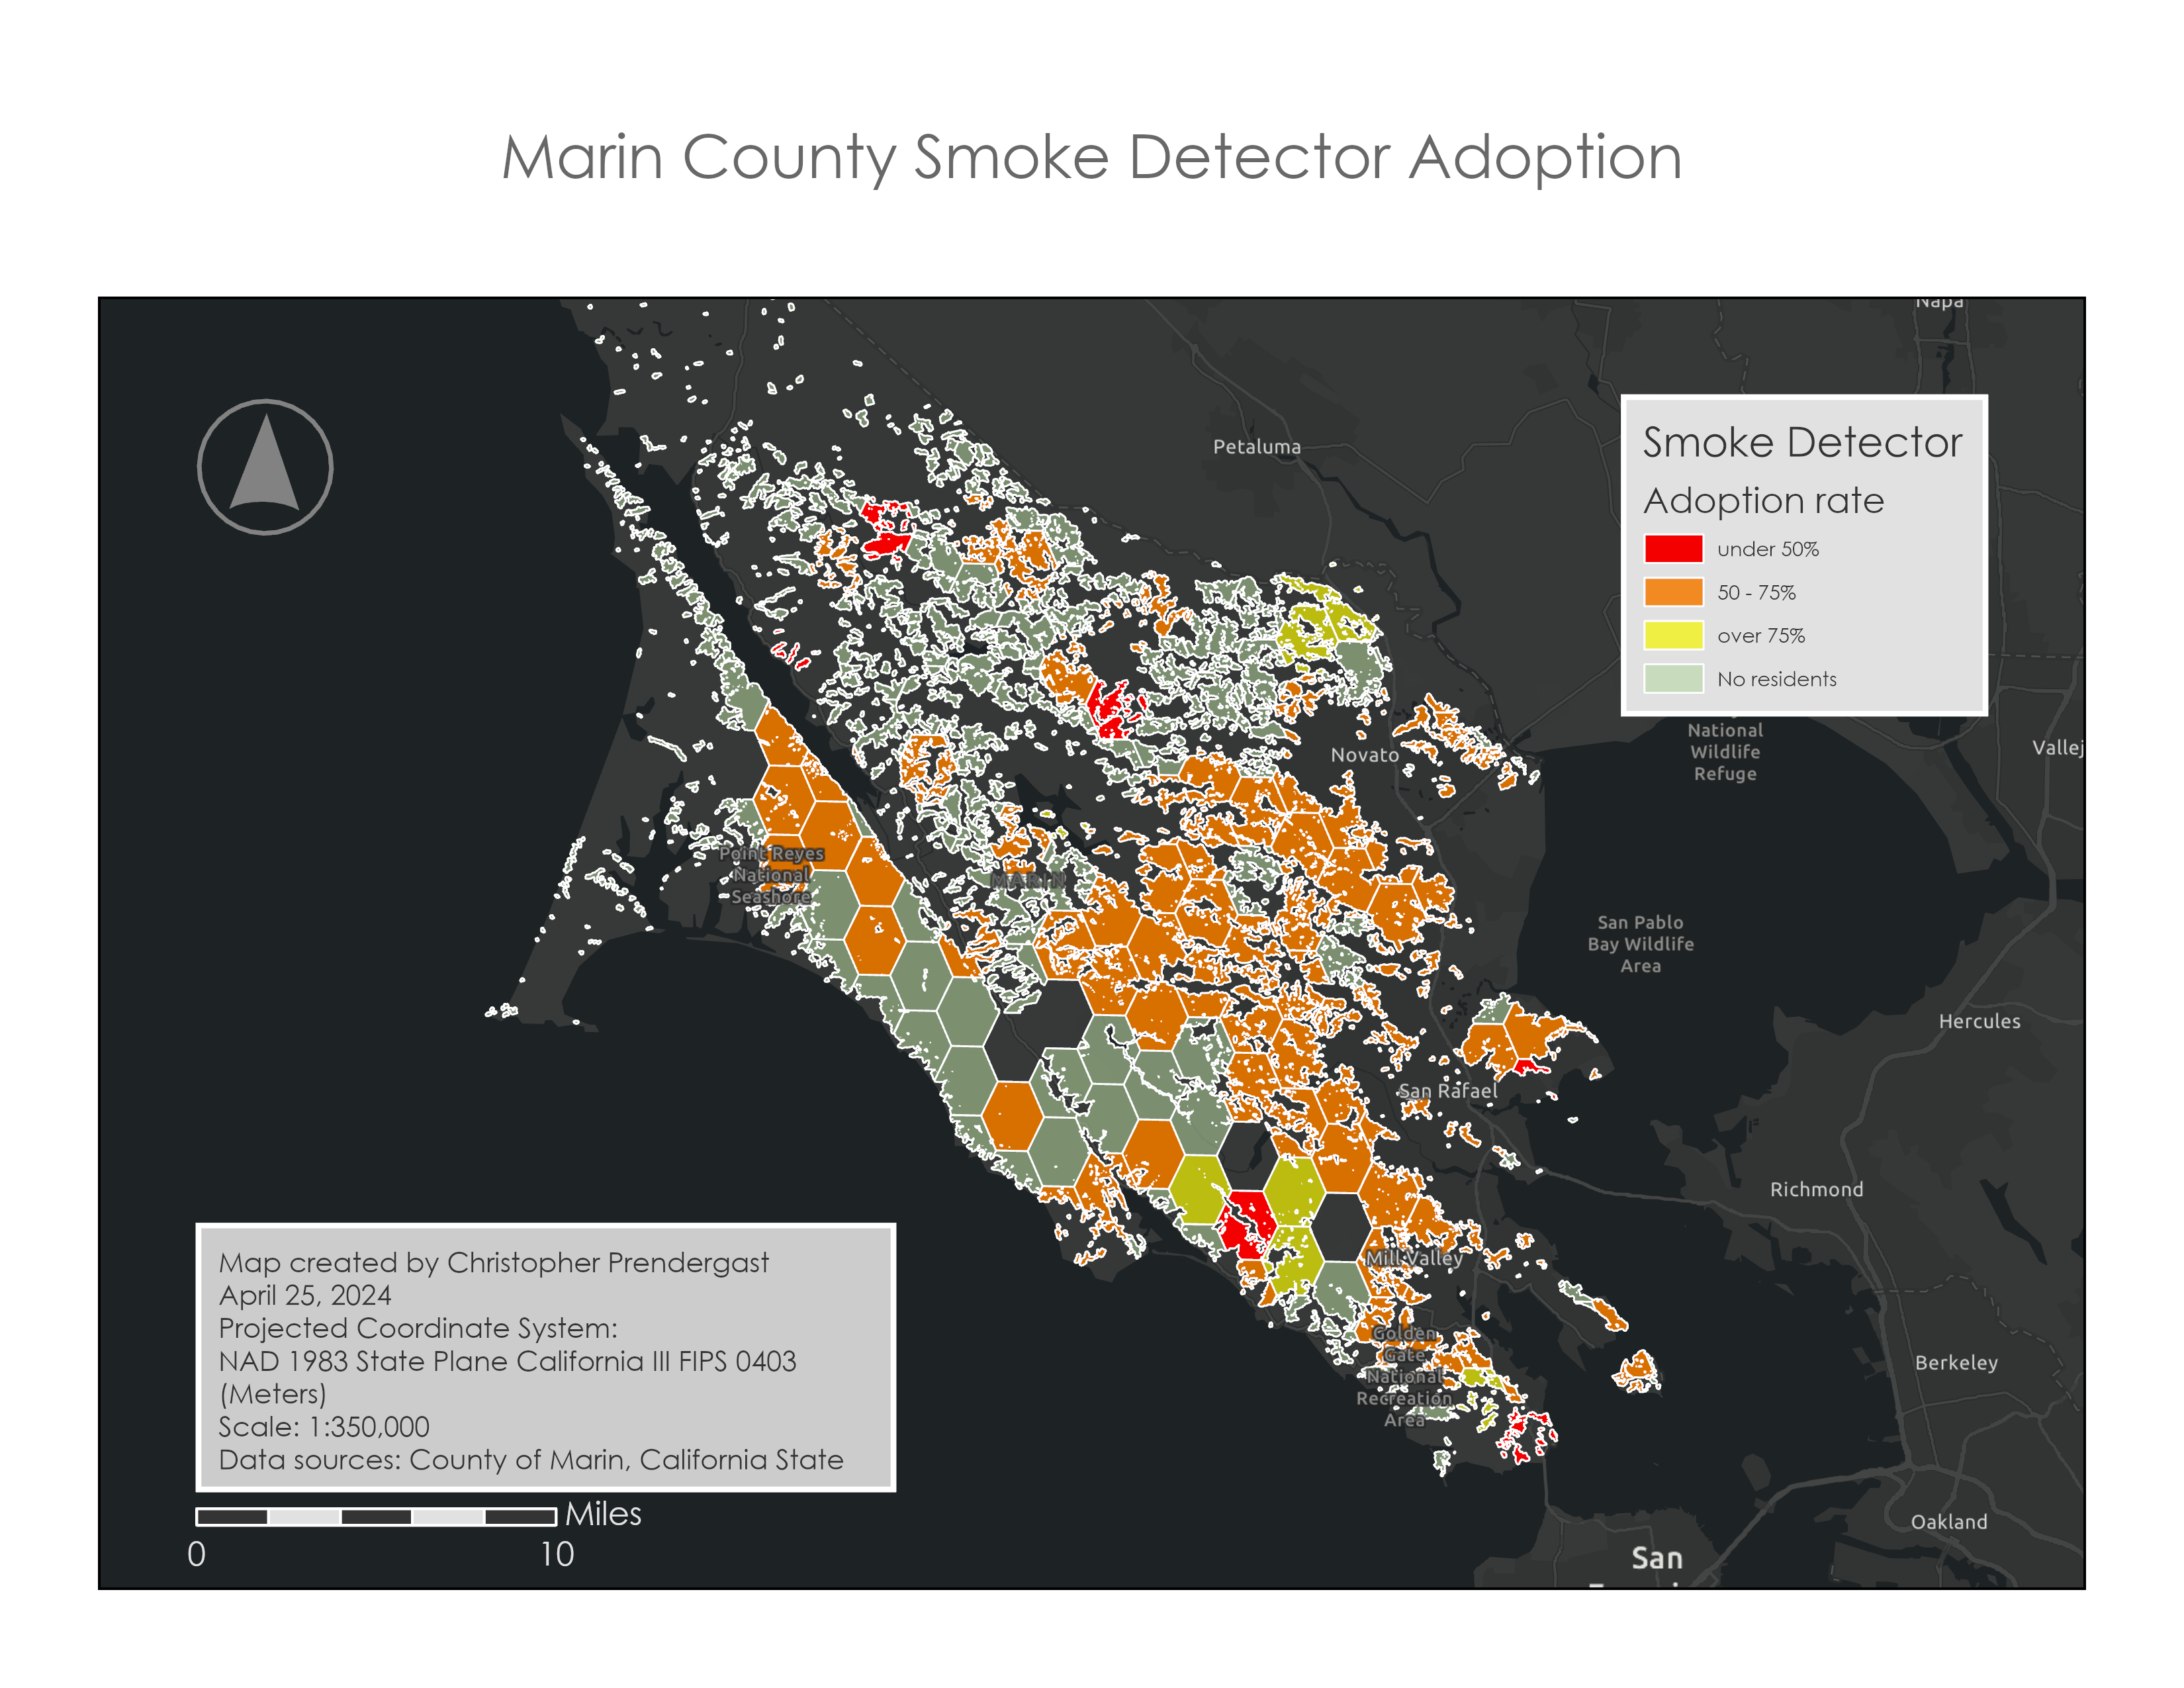 Marin County Smoke Detector Adoption
Napa
Petaluma
Smoke Detector
Adoption rate
under 50%
50 - 75%
over 75%
No residents
National
Wildlife
Refuge
Vallej
Novato
Point Reyes
National
Seashore
MARIN
San Pablo
Bay Wildlife
Area
Hercules
San Rafael
Richmond
Mill Valley
Golden
Gate
National
Recreation
Area
Berkeley
Oakland
San
Map created by Christopher Prendergast
April 25, 2024
Projected Coordinate System:
NAD 1983 State Plane California III FIPS 0403
(Meters)
Scale: 1:350,000
Data sources: County of Marin, California State
Miles
0 10